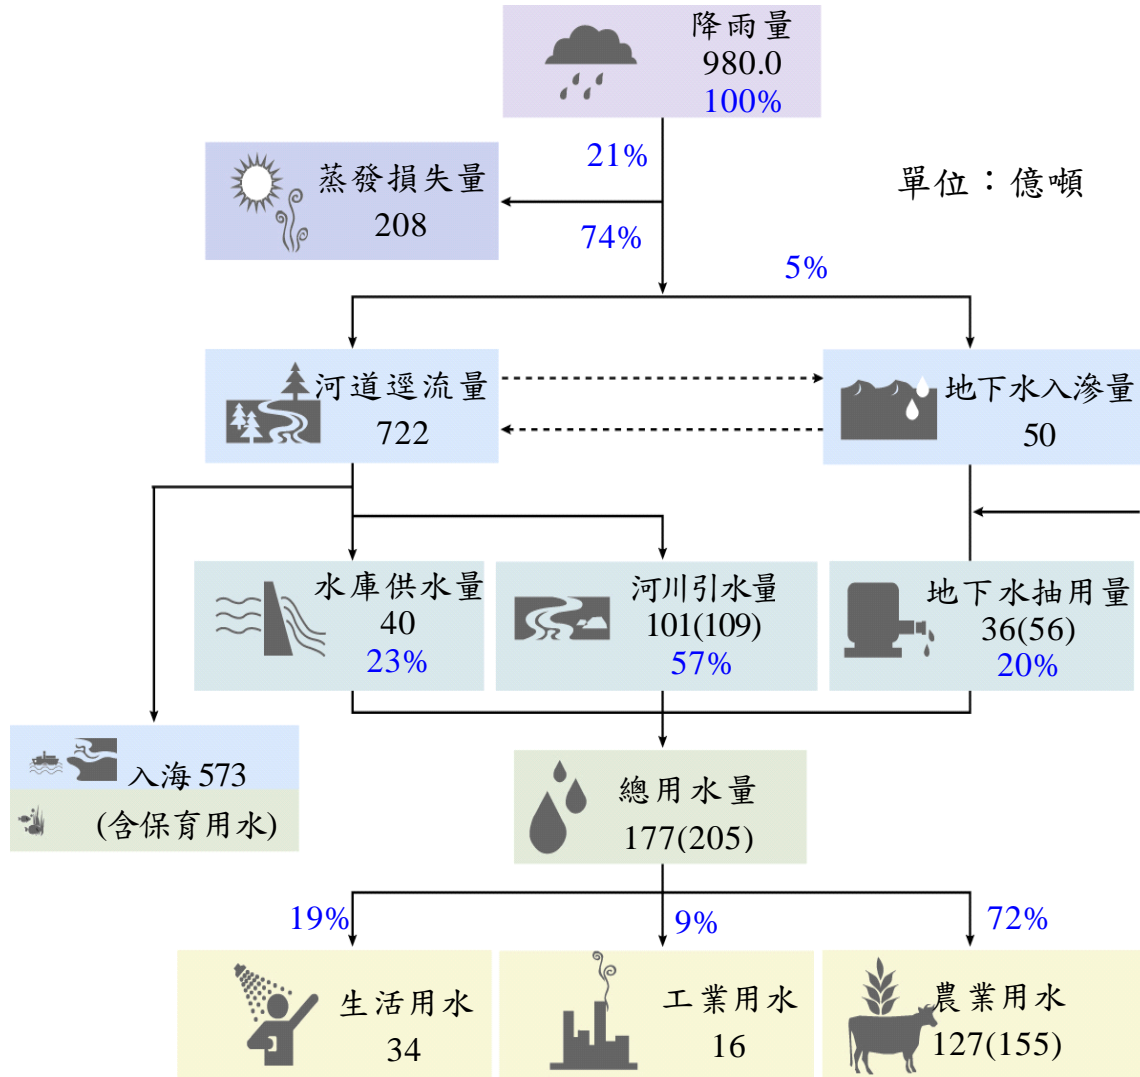 降雨量
980.0
100%
21%
蒸發損失量
208
單位：億噸
74%
5%
河道逕流量
722
地下水入滲量
50
水庫供水量
40
23%
河川引水量
101(109)
57%
地下水抽用量
36(56)
20%
入海 573
(含保育用水)
總用水量
177(205)
19%
9%
72%
生活用水
34
工業用水
16
農業用水
127(155)